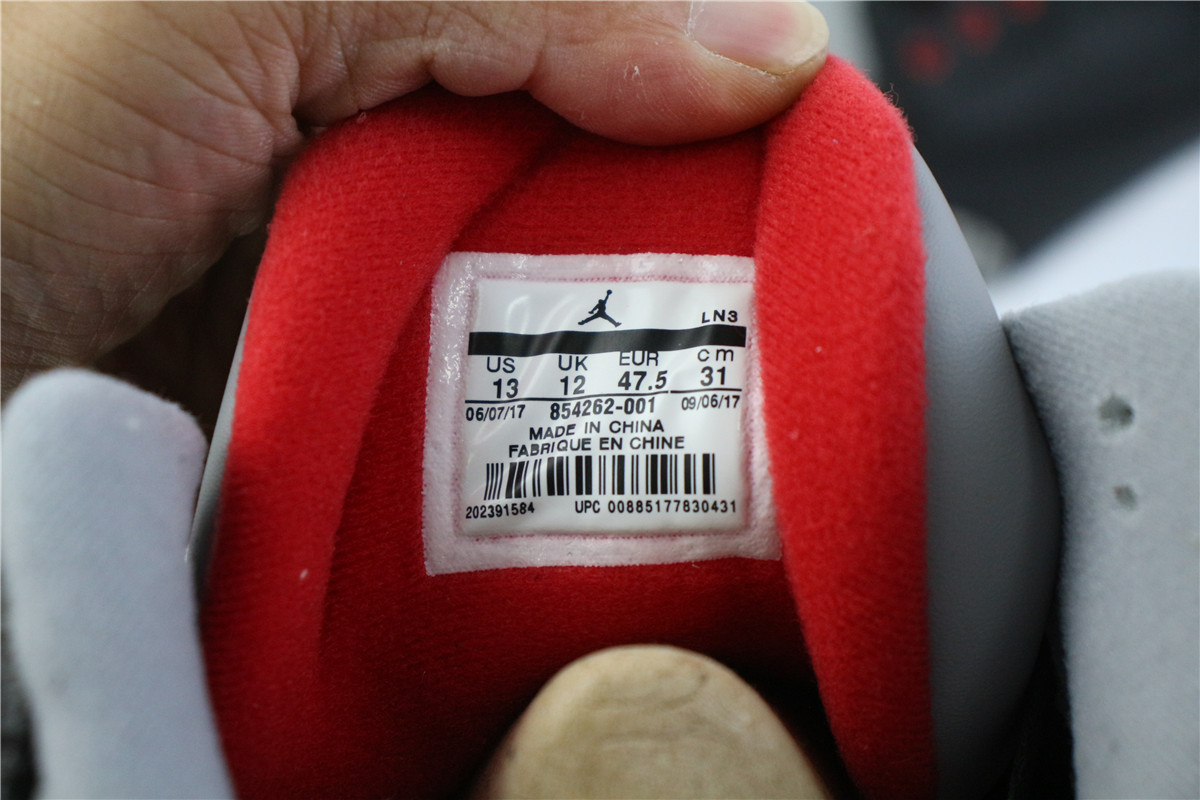 LN3
US UK EUR cm
13 12 47.5 31
06/07/17 854262-001 09/06/17
MADE IN CHINA
FABRIQUE EN CHINE
202391584 UPC 00885177830431